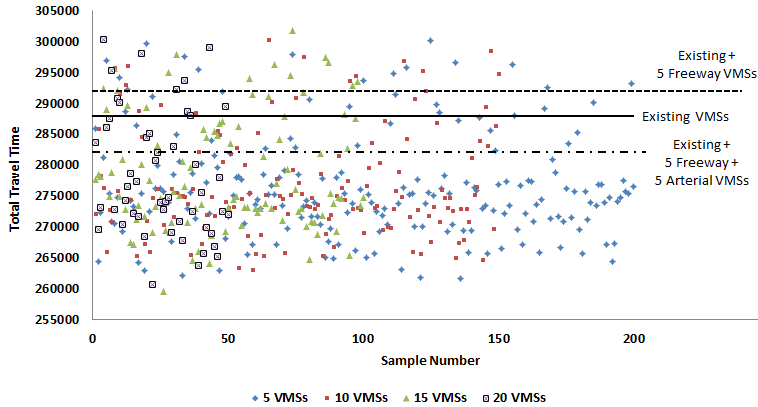 305000
300000
295000
290000
285000
280000
275000
270000
265000
260000
255000
Total Travel Time
0
50
100
150
200
Sample Number
Existing +
5 Freeway VMSs
Existing VMSs
Existing +
5 Freeway +
5 Arterial VMSs
5 VMSs
10 VMSs
15 VMSs
20 VMSs